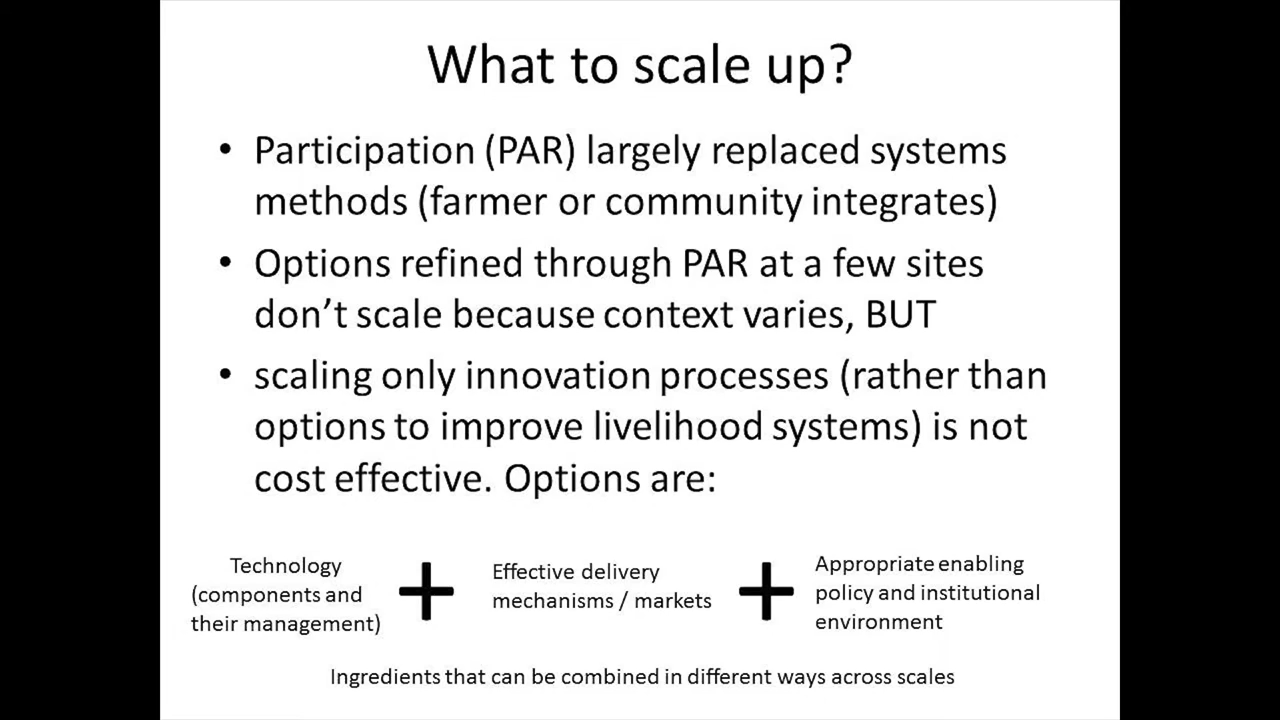 What to scale up?
• Participation (PAR) largely replaced systems
methods (farmer or community integrates)
• Options refined through PAR at a few sites
don't scale because context varies, BUT
• scaling only innovation processes (rather than
options to improve livelihood systems) is not
cost effective. Options are:
Technology
(components and
their management)
+
Effective delivery
mechanisms / markets
+
Appropriate enabling
policy and institutional
environment
Ingredients that can be combined in different ways across scales